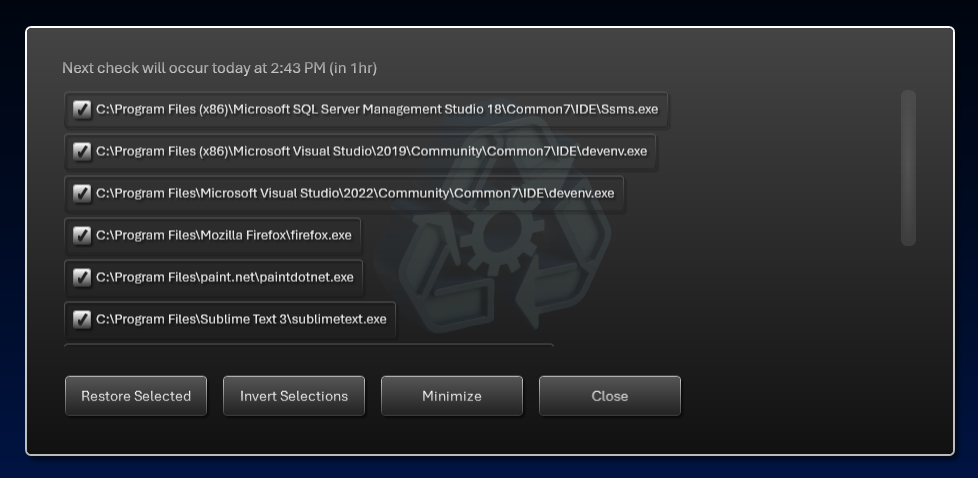 Next check will occur today at 2:43 PM (in 1hr)
C:\Program Files (x86)\Microsoft SQL Server Management Studio 18\Common7\IDE\Ssms.exe
C:\Program Files (x86)\Microsoft Visual Studio\2019\Community\Common7\IDE\devenv.exe
C:\Program Files\Microsoft Visual Studio\2022\Community\Common7\IDE\devenv.exe
C:\Program Files\Mozilla Firefox\firefox.exe
C:\Program Files\paint.net\paintdotnet.exe
C:\Program Files\Sublime Text 3\sublimetext.exe
Restore Selected
Invert Selections
Minimize
Close